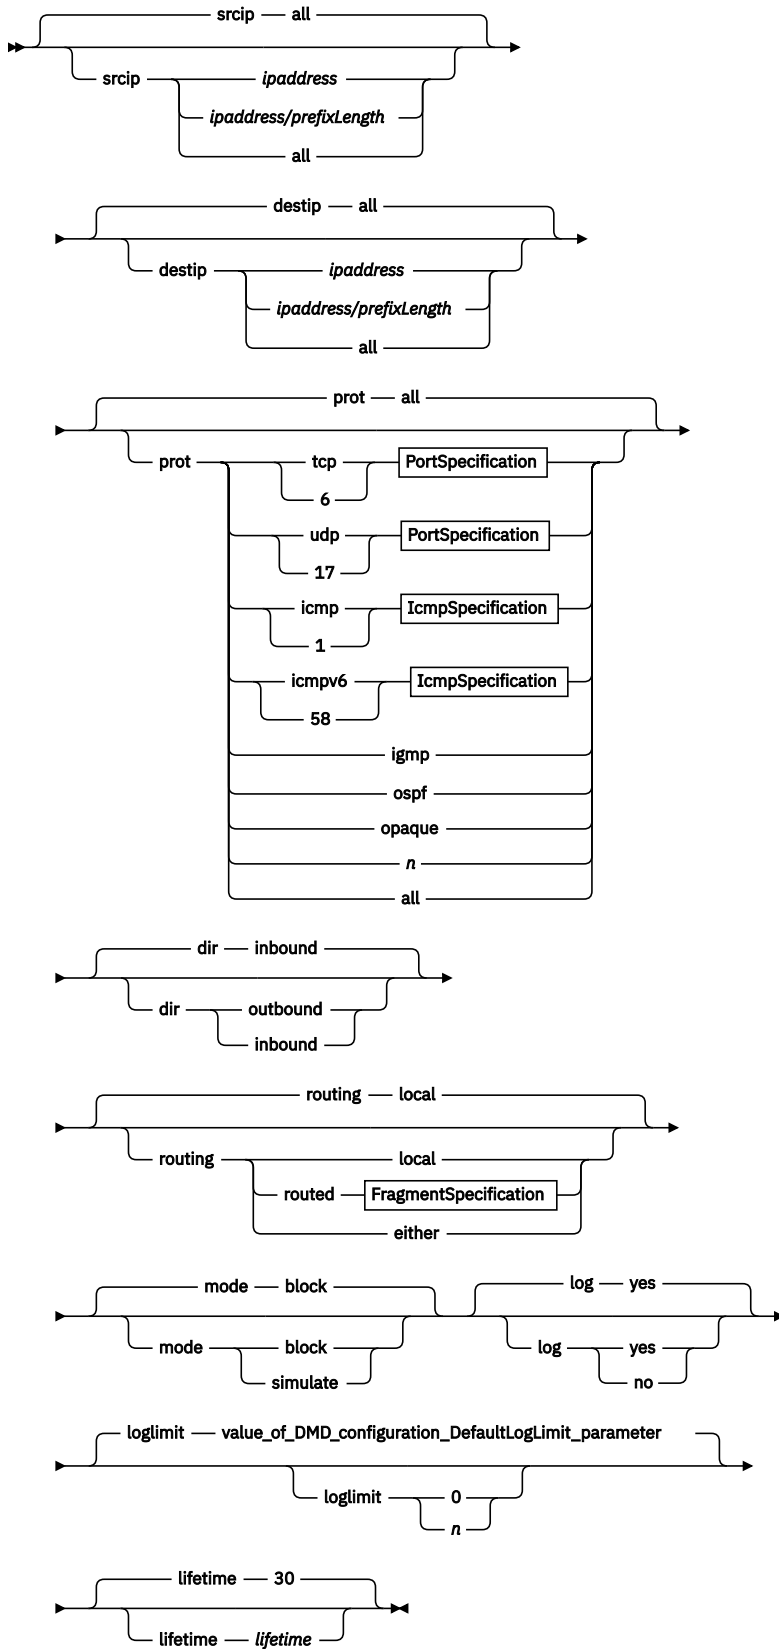 srcip all
srcip ipaddress
ipaddress/prefixLength
all
destip all
destip ipaddress
ipaddress/prefixLength
all
prot all
prot tcp PortSpecification
6
udp PortSpecification
17
icmp IcmpSpecification
1
icmpv6 IcmpSpecification
58
igmp
ospf
opaque
n
all
dir inbound
dir outbound
inbound
routing local
routing local
routed FragmentSpecification
either
mode block log yes
mode block log yes
simulate no
loglimit value_of_DMD_configuration_DefaultLogLimit_parameter
loglimit 0
n
lifetime 30
lifetime lifetime